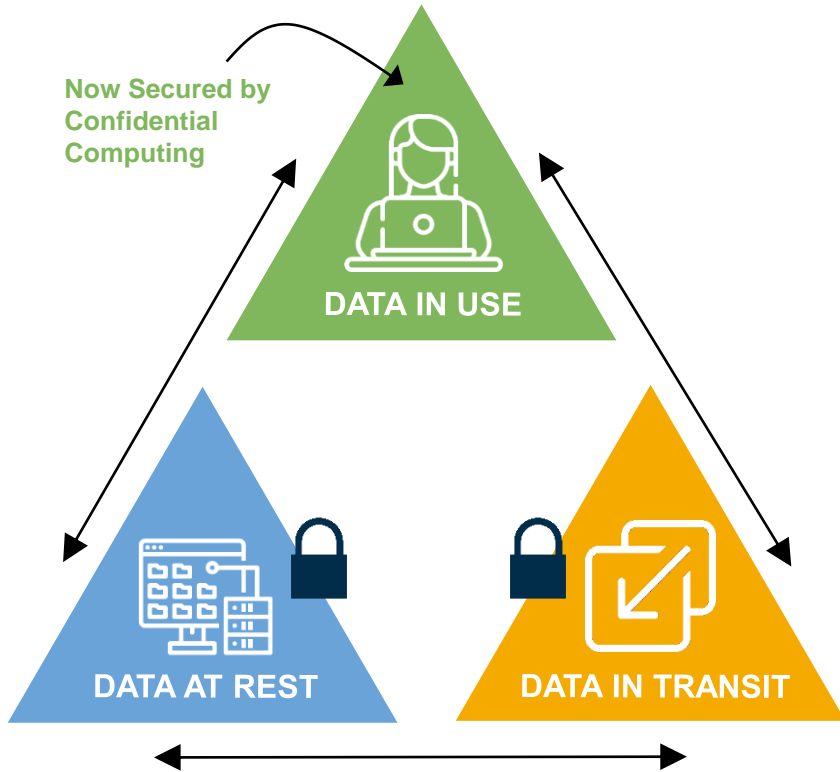 Now Secured by
Confidential
Computing
DATA IN USE
DATA AT REST
DATA IN TRANSIT